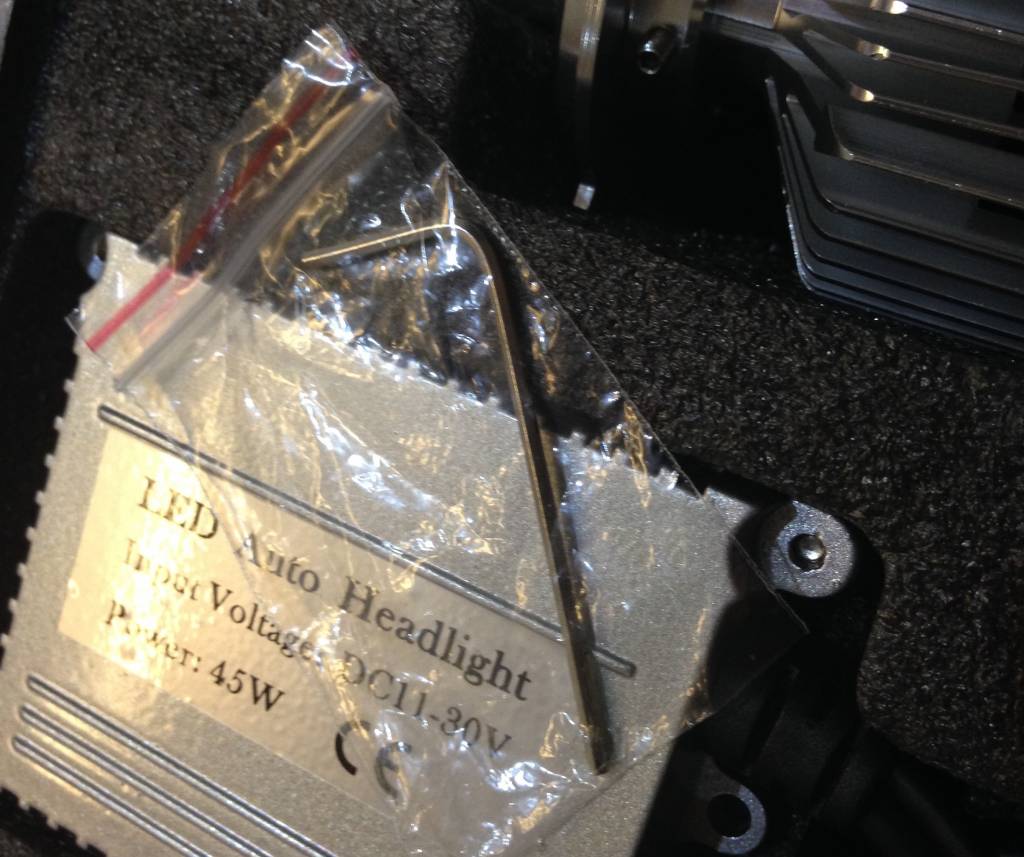 LED Auto Headlight
Input Voltage: DC11-30V
Power: 45W
CE